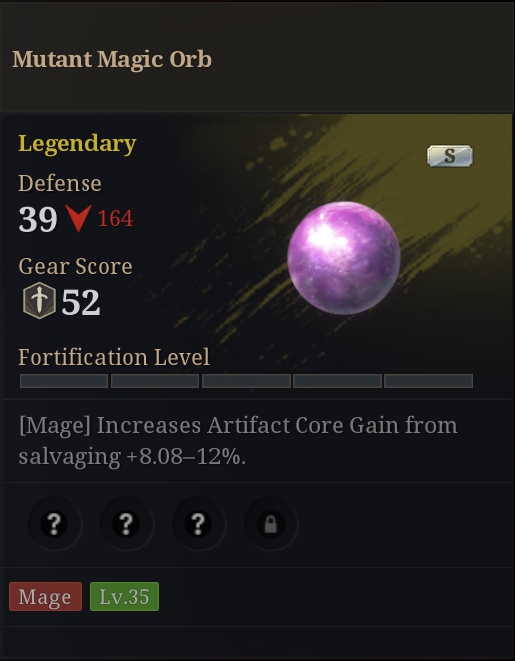 Mutant Magic Orb
Legendary
S
Defense
39 164
Gear Score
52
Fortification Level
[Mage] Increases Artifact Core Gain from
salvaging +8.08–12%.
? ? ?
Mage Lv.35